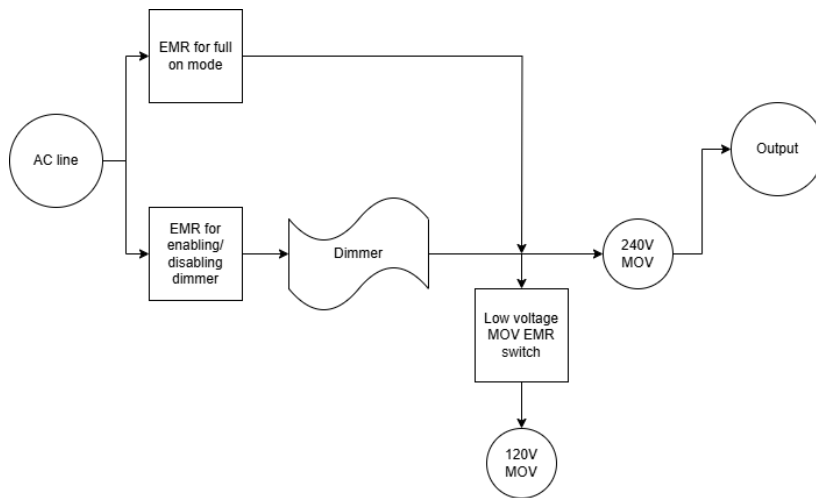 EMR for full
on mode
AC line
Output
EMR for
enabling/
disabling
dimmer
Dimmer
240V
MOV
Low voltage
MOV EMR
switch
120V
MOV